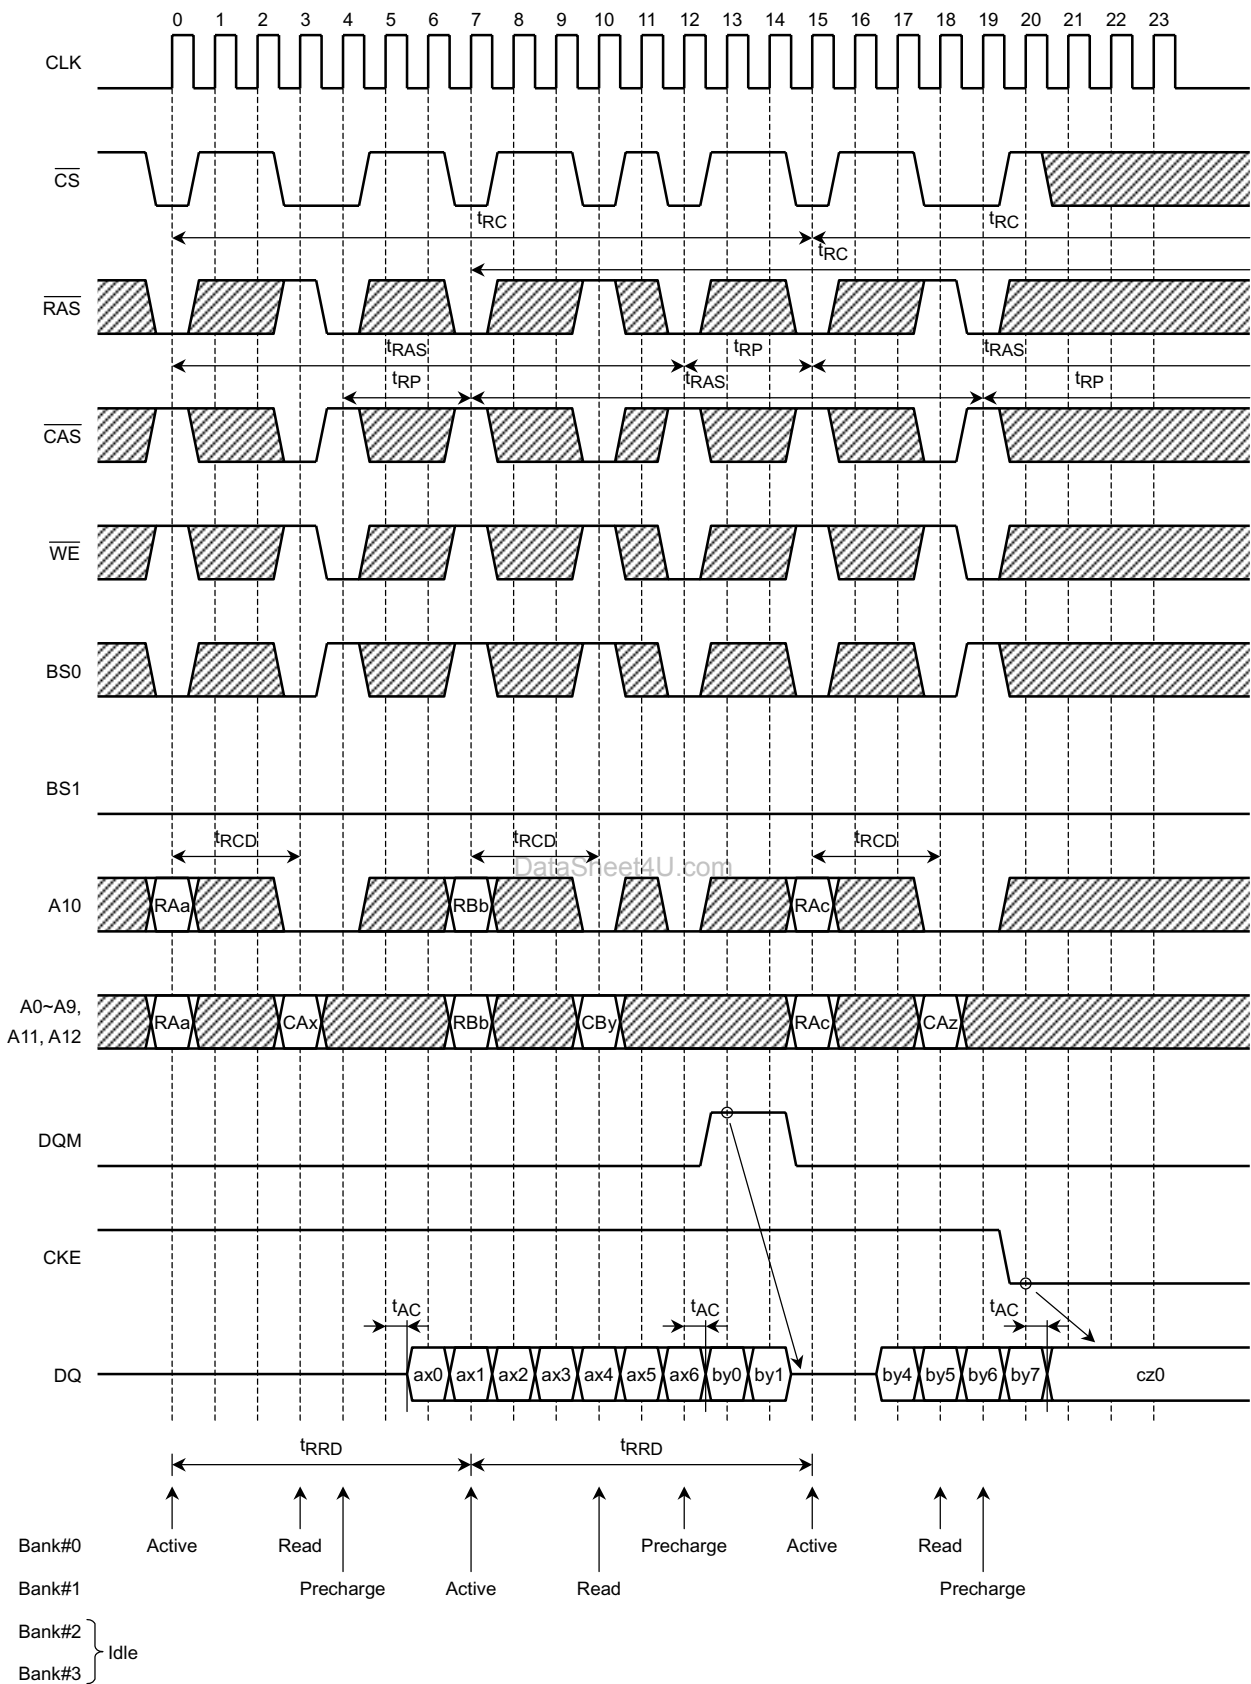 0 1 2 3 4 5 6 7 8 9 10 11 12 13 14 15 16 17 18 19 20 21 22 23
CLK
CS
tRC tRC
tRC
RAS
tRAS tRP tRAS
tRP tRAS tRP
CAS
WE
BS0
BS1
tRCD tRCD tRCD
DataSheet4U.com
A10 RAa RBb RAc
A0~A9,
A11, A12 RAa CAx RBb CBy RAc CAz
DQM
CKE
tAC tAC tAC
DQ ax0 ax1 ax2 ax3 ax4 ax5 ax6 by0 by1 by4 by5 by6 by7 cz0
tRRD tRRD
Bank#0 Active Read Precharge Active Read
Bank#1 Precharge Active Read Precharge
Bank#2
Idle
Bank#3